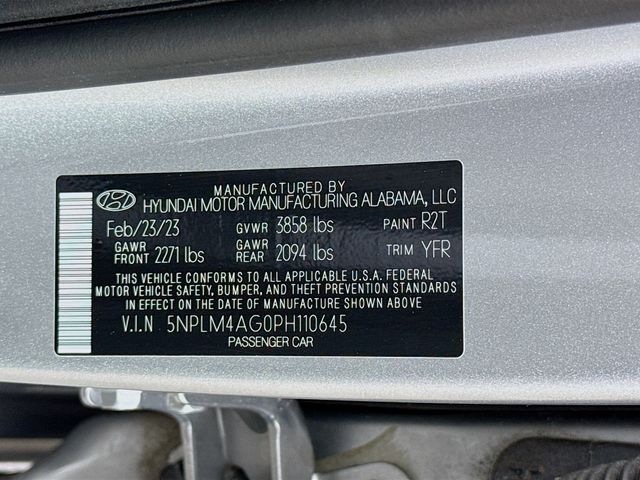 MANUFACTURED BY
HYUNDAI MOTOR MANUFACTURING ALABAMA, LLC
Feb/23/23 GVWR 3858 lbs PAINT R2T
GAWR FRONT 2271 lbs GAWR REAR 2094 lbs TRIM YFR
THIS VEHICLE CONFORMS TO ALL APPLICABLE U.S.A. FEDERAL
MOTOR VEHICLE SAFETY, BUMPER, AND THEFT PREVENTION STANDARDS
IN EFFECT ON THE DATE OF MANUFACTURE SHOWN ABOVE
V.I.N 5NPLM4AG0PH110645
PASSENGER CAR